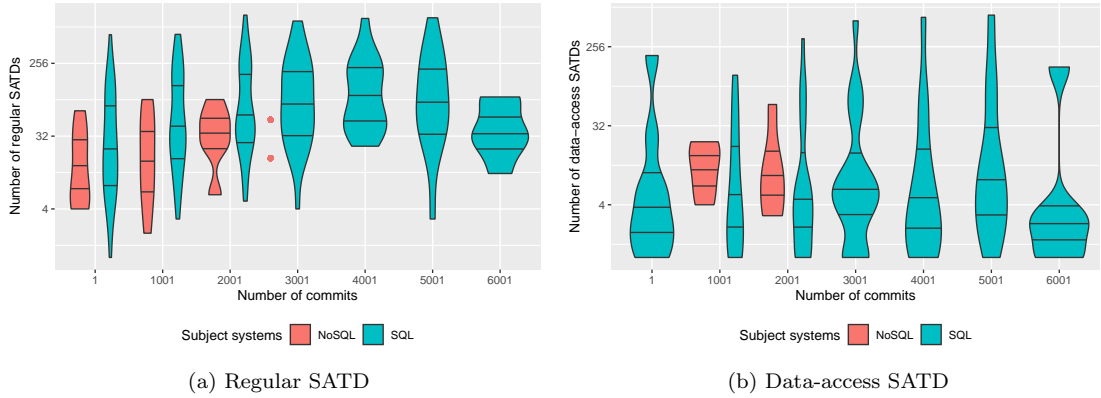 Number of regular SATDs
256
32
4
1
1001
2001
3001
4001
5001
6001
Number of commits
Subject systems NoSQL SQL
(a) Regular SATD
Number of data−access SATDs
256
32
4
1
1001
2001
3001
4001
5001
6001
Number of commits
Subject systems NoSQL SQL
(b) Data-access SATD